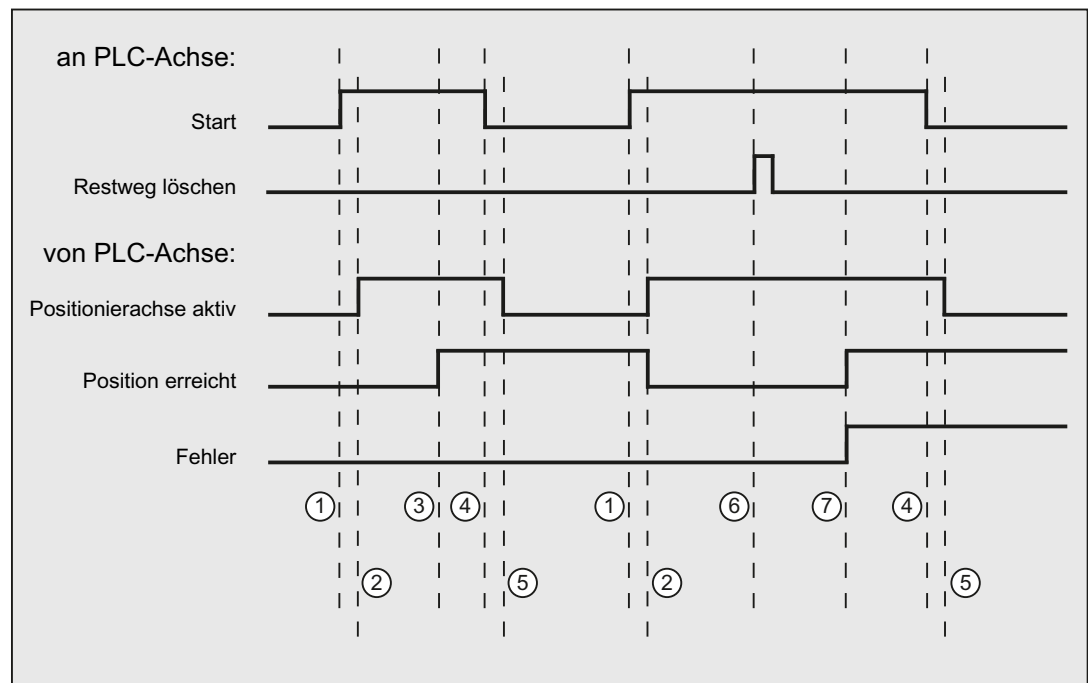 an PLC-Achse:
Start
Restweg löschen
von PLC-Achse:
Positionierachse aktiv
Position erreicht
Fehler
1 3 4 1 6 7 4
2 5 2 5